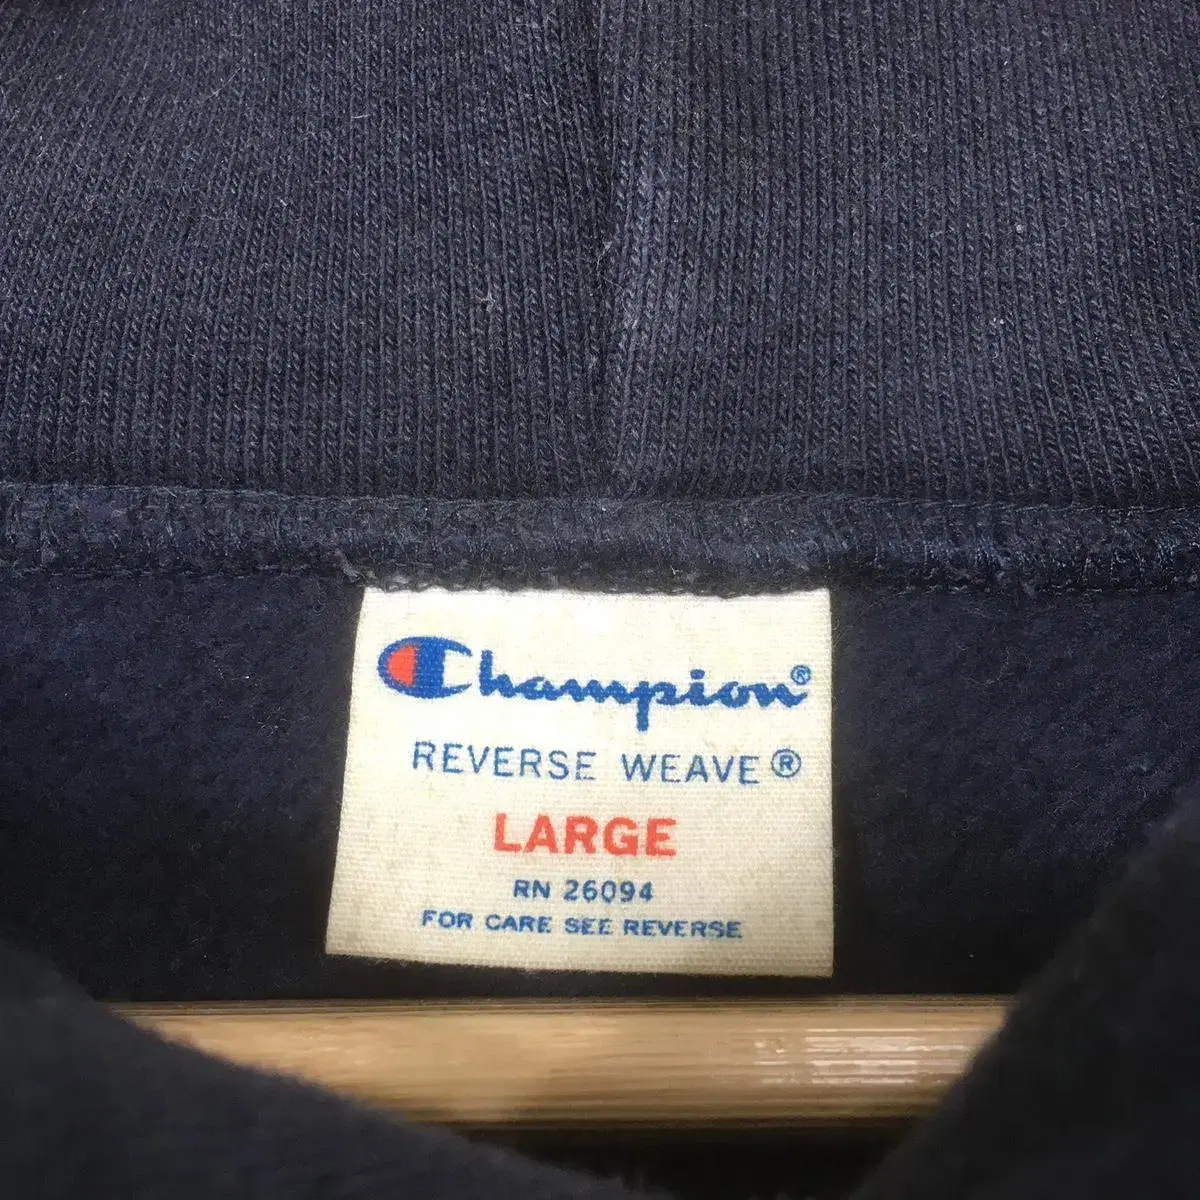 Champion®
REVERSE WEAVE®
LARGE
RN 26094
FOR CARE SEE REVERSE